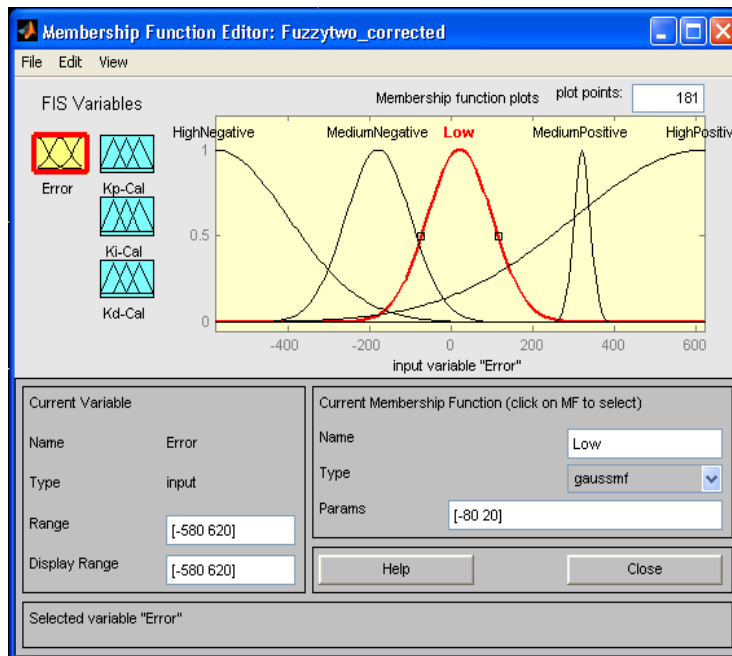 Membership Function Editor: Fuzzytwo_corrected
File Edit View
FIS Variables
Membership function plots plot points: 181
HighNegative MediumNegative Low MediumPositive HighPositiv
1
0.5
0
-400 -200 0 200 400 600
input variable "Error"
Error Kp-Cal
Ki-Cal
Kd-Cal
Current Variable
Name Error
Type input
Range [-580 620]
Display Range [-580 620]
Current Membership Function (click on MF to select)
Name Low
Type gaussmf
Params [-80 20]
Help Close
Selected variable "Error"